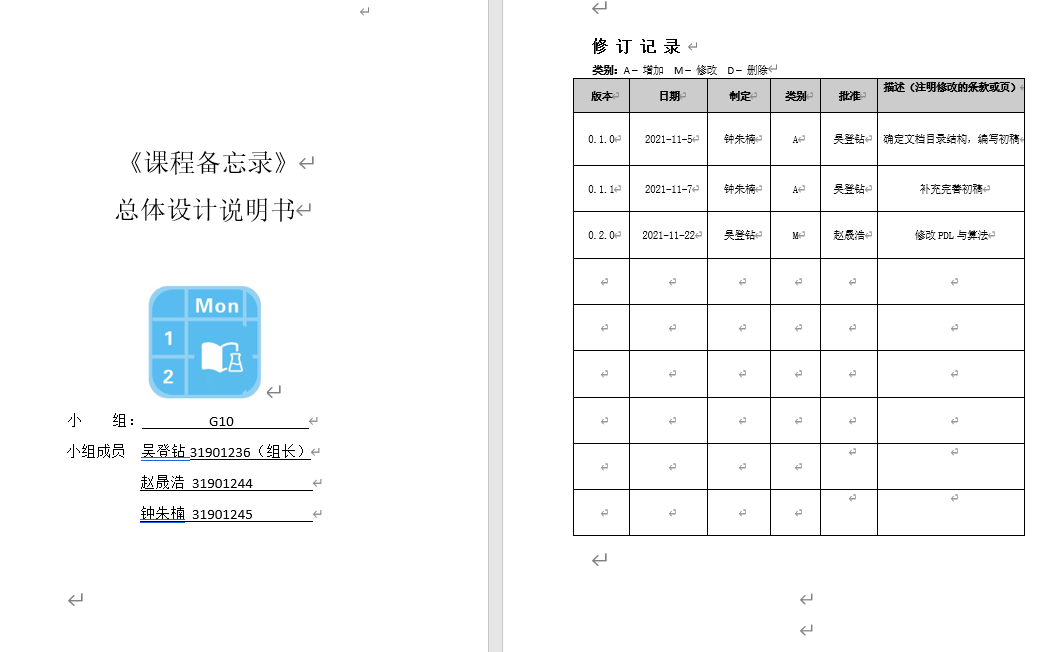 《课程备忘录》
总体设计说明书
Mon
1
2
小 组： G10
小组成员 吴登钻 31901236（组长）
赵晟浩 31901244
钟朱楠 31901245
修 订 记 录
类别：A – 增加 M – 修改 D – 删除
版本 日期 制定 类别 批准 描述（注明修改的条款或页）
0.1.0 2021-11-5 钟朱楠 A 吴登钻 确定文档目录结构，编写初稿
0.1.1 2021-11-7 钟朱楠 A 吴登钻 补充完善初稿
0.2.0 2021-11-22 吴登钻 M 赵晟浩 修改 PDL 与算法